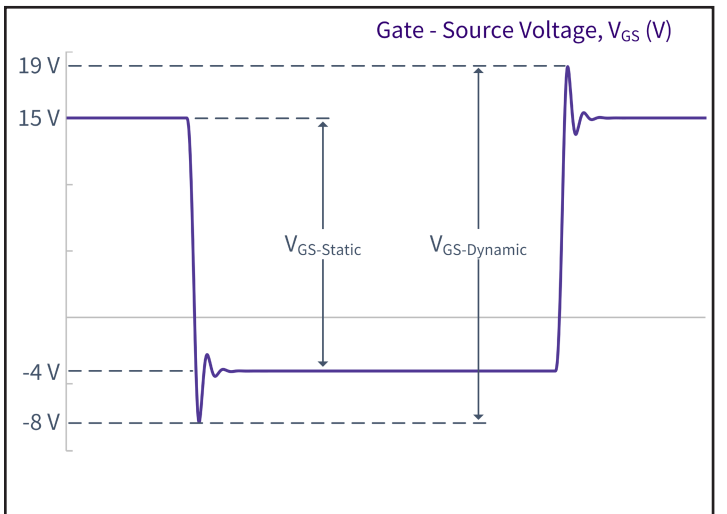 Gate - Source Voltage, VGS (V)
19 V
15 V
VGS-Static
VGS-Dynamic
-4 V
-8 V